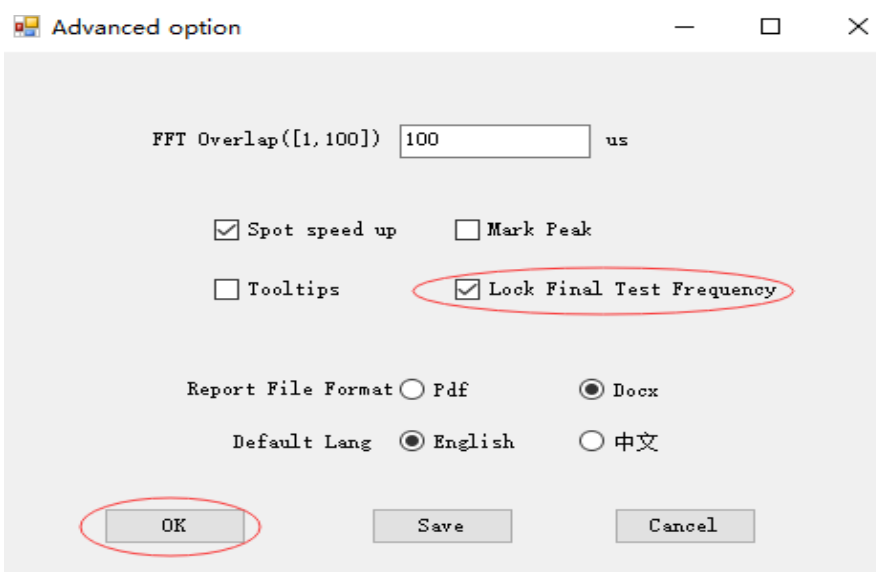 Advanced option
FFT Overlap([1,100]) 100 us
Spot speed up Mark Peak
Tooltips Lock Final Test Frequency
Report File Format Pdf Docx
Default Lang English 中文
OK Save Cancel